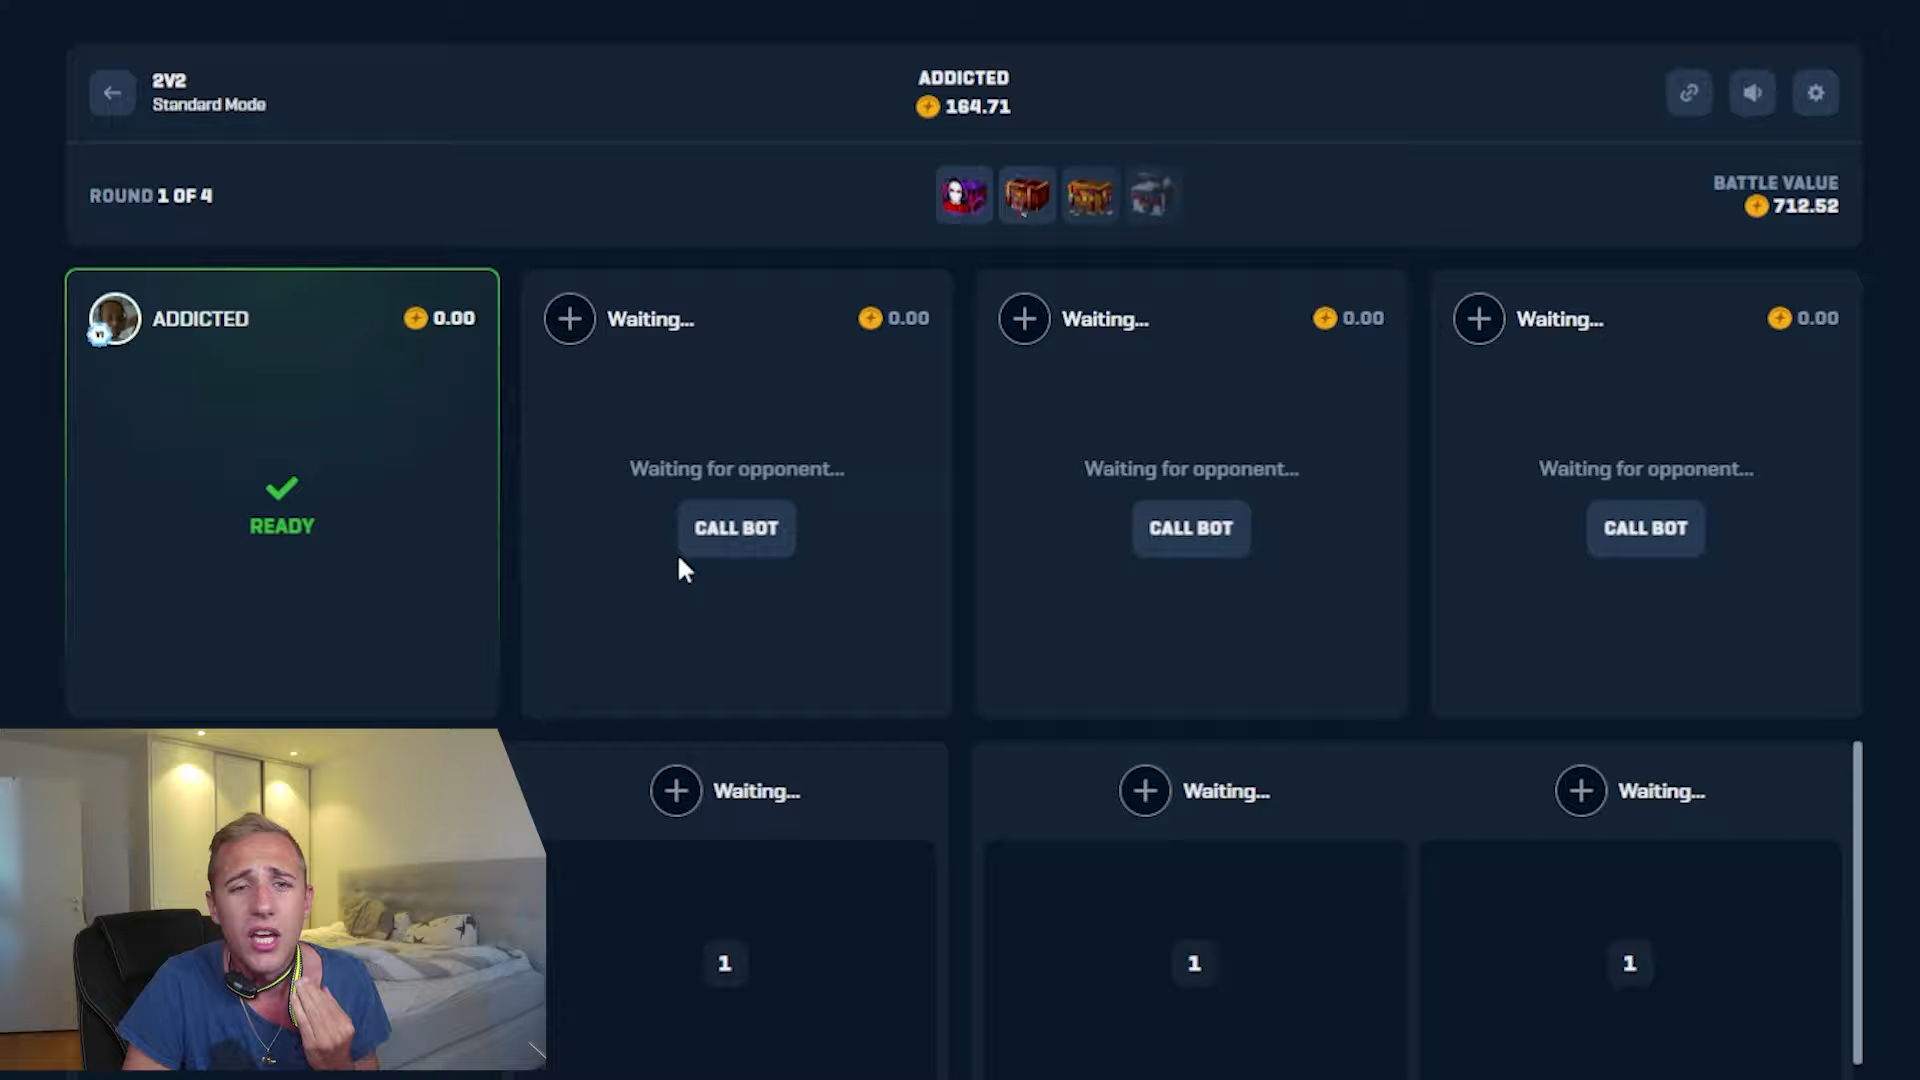 2V2
Standard Mode
ADDICTED
164.71
ROUND 1 OF 4
BATTLE VALUE
712.52
ADDICTED
0.00
Waiting...
0.00
Waiting...
0.00
Waiting...
0.00
READY
Waiting for opponent...
CALL BOT
Waiting for opponent...
CALL BOT
Waiting for opponent...
CALL BOT
Waiting...
Waiting...
Waiting...
1
1
1